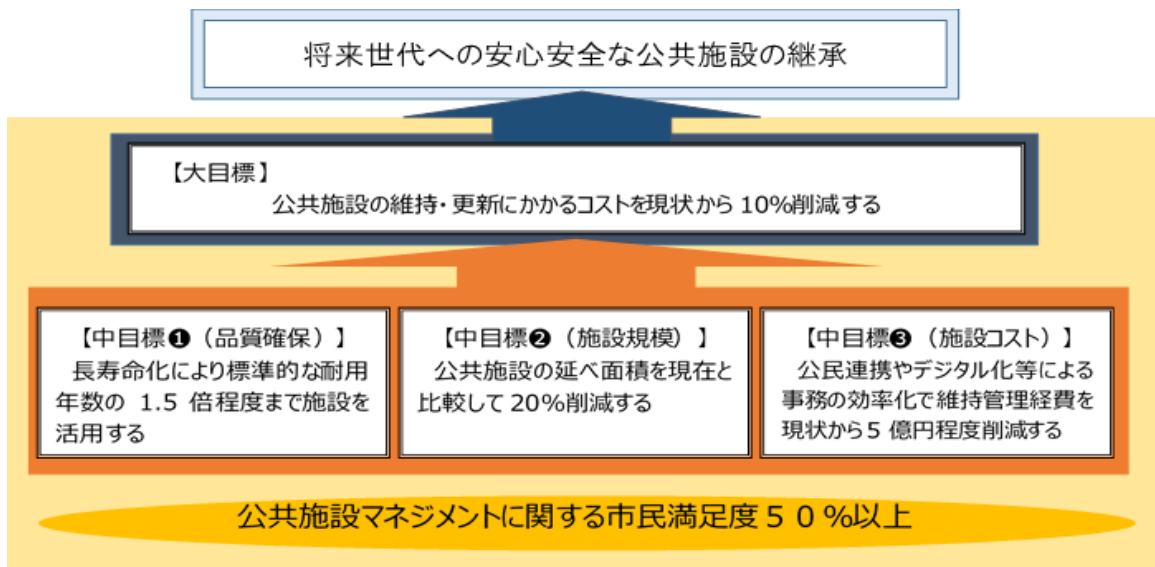 将来世代への安心安全な公共施設の継承
【大目標】
公共施設の維持・更新にかかるコストを現状から 10%削減する
【中目標❶（品質確保）】
長寿命化により標準的な耐用
年数の 1.5 倍程度まで施設を
活用する
【中目標❷（施設規模）】
公共施設の延べ面積を現在と
比較して 20%削減する
【中目標❸（施設コスト）】
公民連携やデジタル化等による
事務の効率化で維持管理経費を
現状から 5 億円程度削減する
公共施設マネジメントに関する市民満足度５０%以上